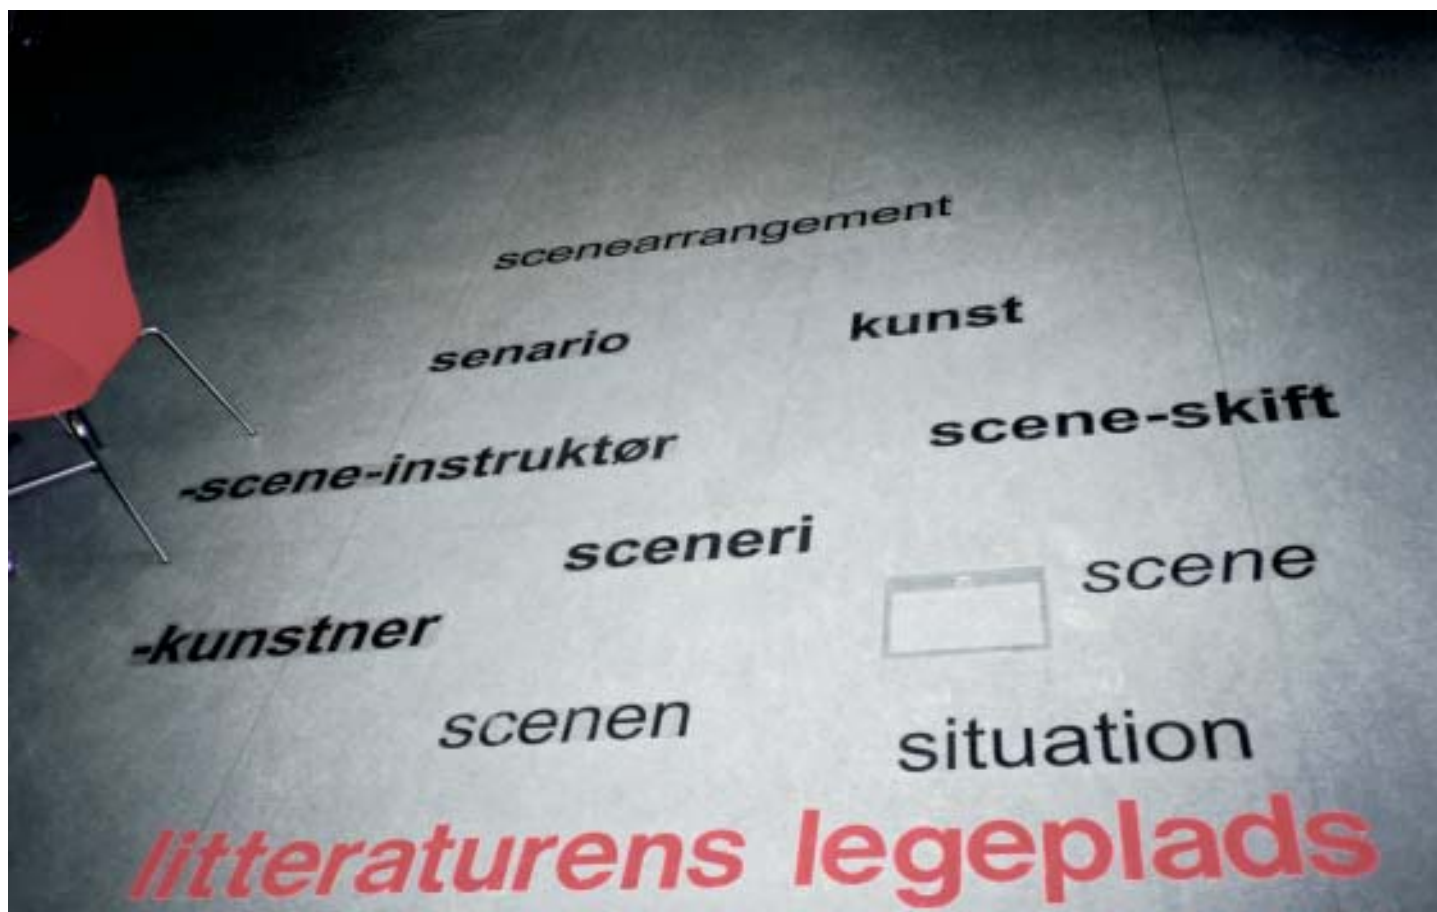 scenearrangement
senario kunst
-scene-instruktør scene-skift
sceneri scene
-kunstner
scenen situation
litteraturens legeplads